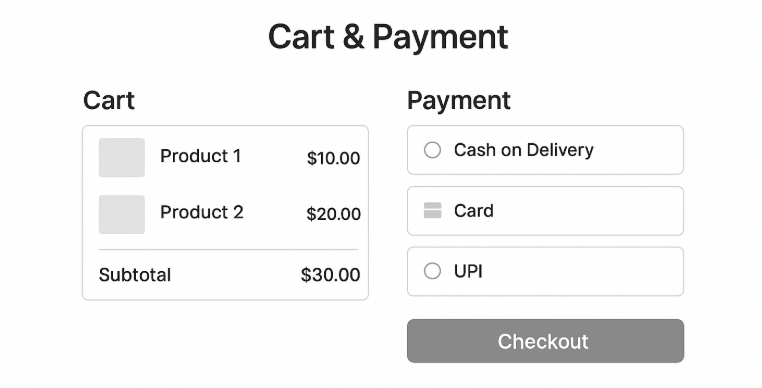 Cart & Payment
Cart
Product 1 $10.00
Product 2 $20.00
Subtotal $30.00
Payment
Cash on Delivery
Card
UPI
Checkout